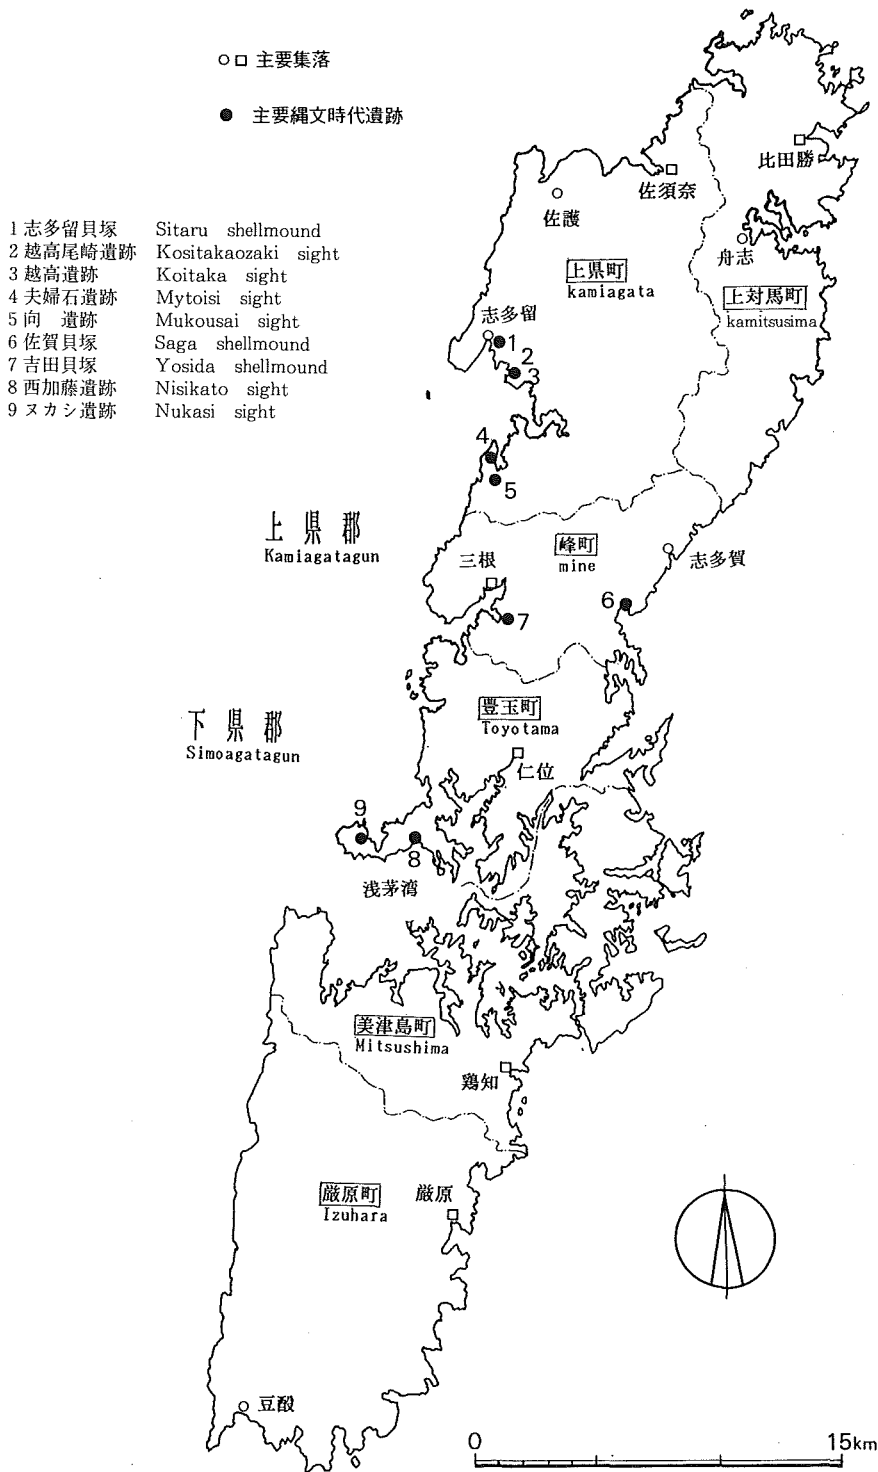 ○□ 主要集落
● 主要縄文時代遺跡
1 志多留貝塚 Sitaru shellmound
2 越高尾崎遺跡 Kositakaozaki sight
3 越高遺跡 Koitaka sight
4 夫婦石遺跡 Mytoisi sight
5 向 遺跡 Mukousai sight
6 佐賀貝塚 Saga shellmound
7 吉田貝塚 Yosida shellmound
8 西加藤遺跡 Nisikato sight
9 ヌカシ遺跡 Nukasi sight
比田勝
佐須奈
佐護
舟志
上県町
kamiagata
上対馬町
kamitsusima
志多留
1
2
3
4
5
上県郡
Kamiagatagun
峰町
mine
志多賀
三根
6
7
下県郡
Simoagatagun
豊玉町
Toyotama
仁位
9
8
浅茅湾
美津島町
Mitsushima
鶏知
厳原町
Izuhara
厳原
豆酘
0 15km